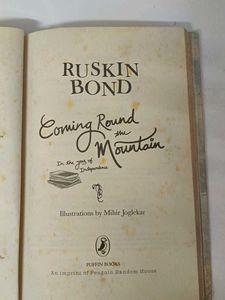 RUSKIN
BOND
Coming Round
the
Mountain
In the year of
Independence
Illustrations by Mihir Joglekar
PUFFIN BOOKS
An imprint of Penguin Random House